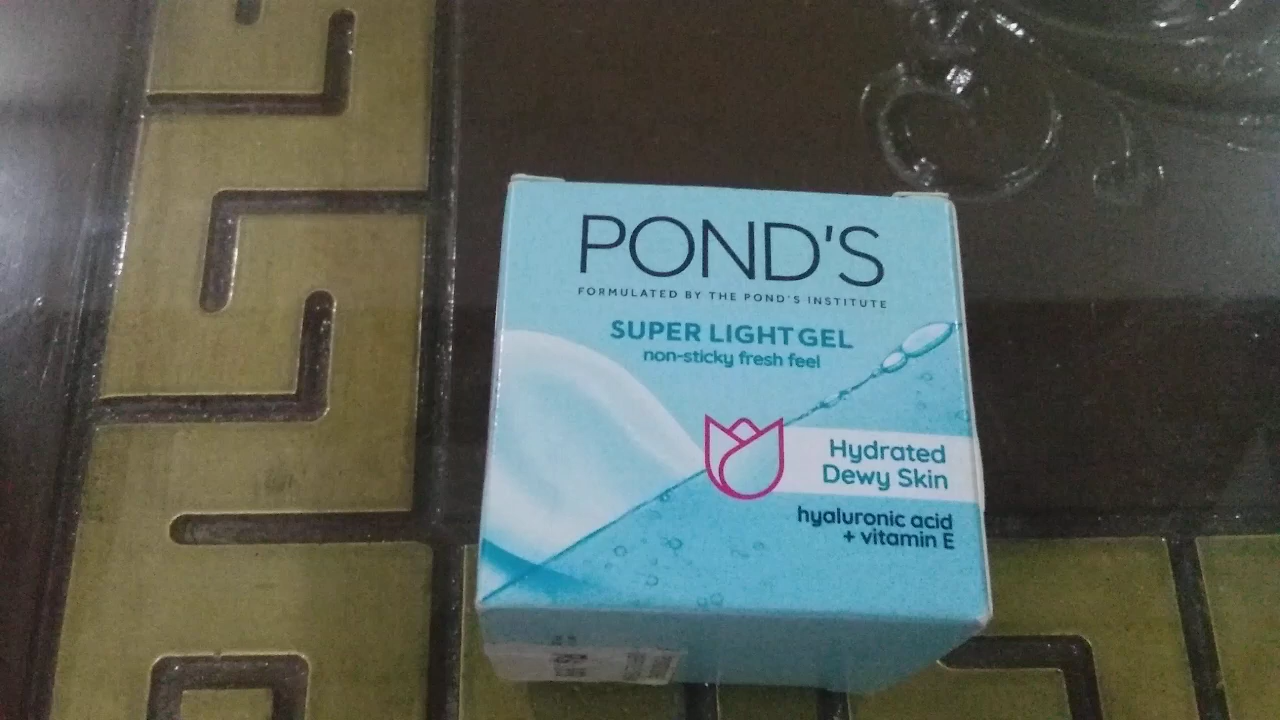 POND'S
FORMULATED BY THE POND'S INSTITUTE
SUPER LIGHT GEL
non-sticky fresh feel
Hydrated
Dewy Skin
hyaluronic acid
+ vitamin E